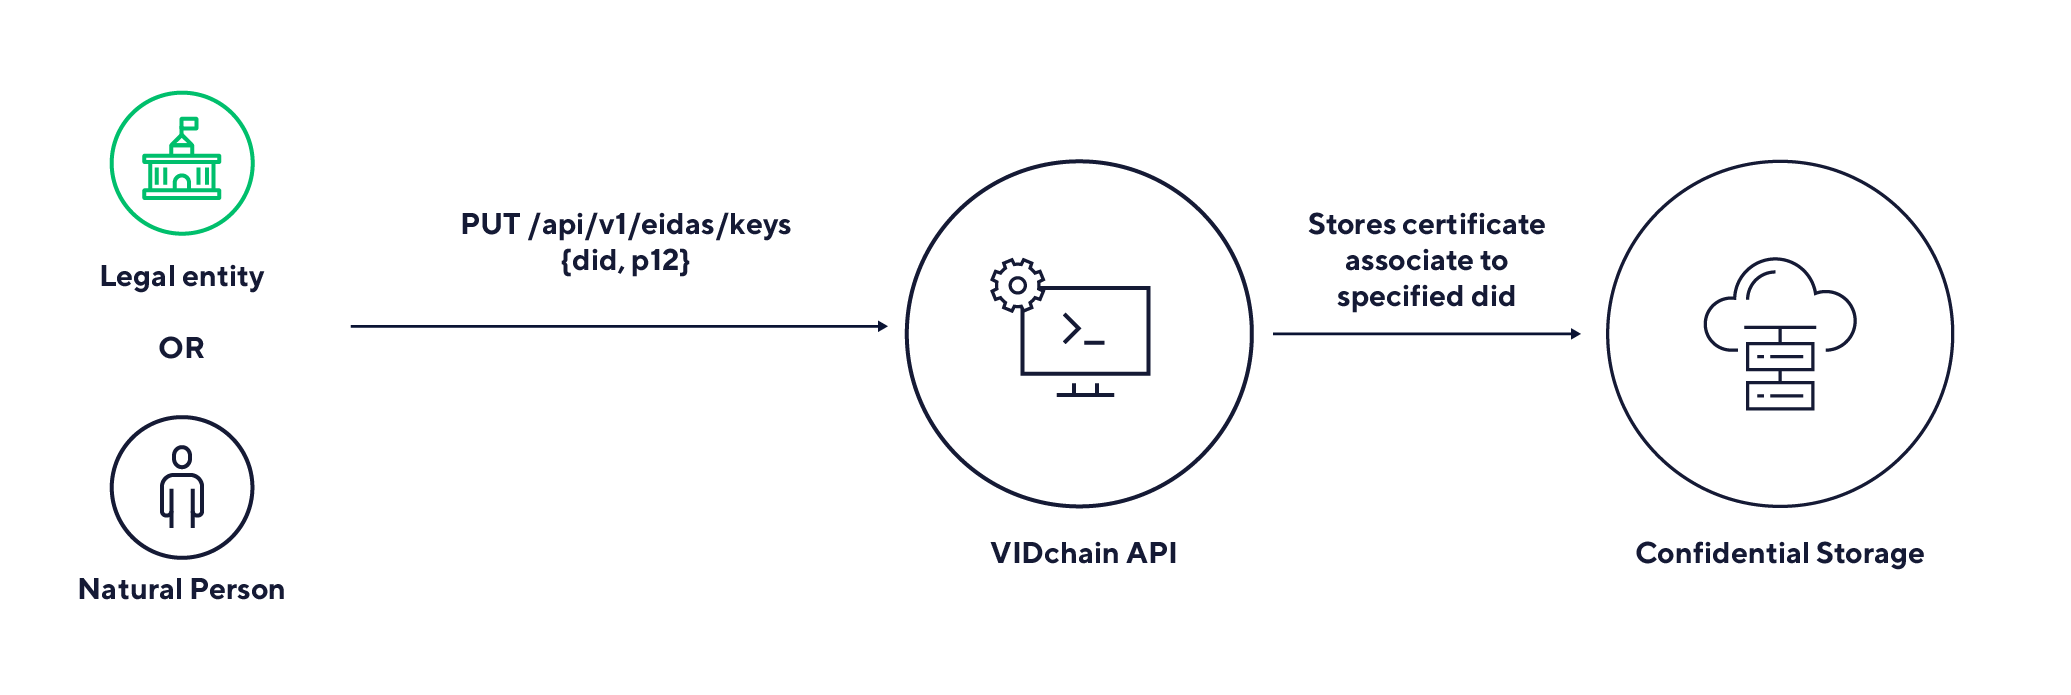 Legal entity
OR
Natural Person
PUT /api/v1/eidas/keys
{did, p12}
VIDchain API
Stores certificate
associate to
specified did
Confidential Storage